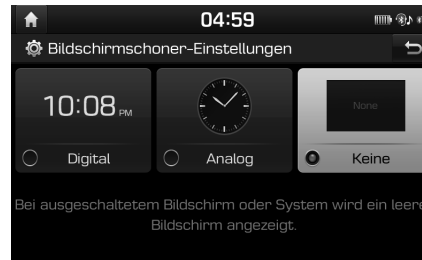 04:59
Bildschirmschoner-Einstellungen
10:08 PM
None
Digital
Analog
Keine
Bei ausgeschaltetem Bildschirm oder System wird ein leere
Bildschirm angezeigt.